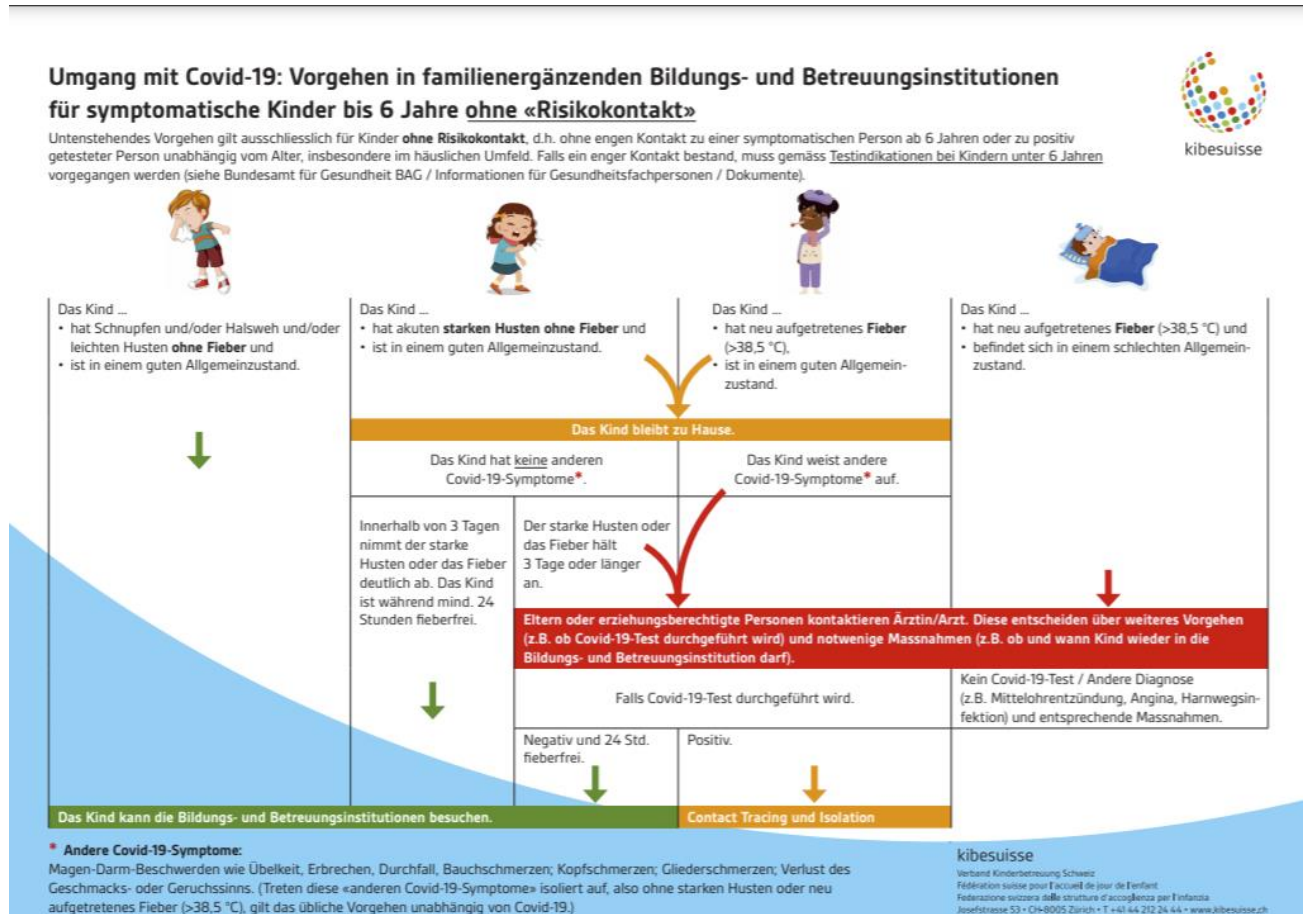 Umgang mit Covid-19: Vorgehen in familienergänzenden Bildungs- und Betreuungsinstitutionen
für symptomatische Kinder bis 6 Jahre ohne «Risikokontakt»
Untenstehendes Vorgehen gilt ausschliesslich für Kinder ohne Risikokontakt, d.h. ohne engen Kontakt zu einer symptomatischen Person ab 6 Jahren oder zu positiv
getesteter Person unabhängig vom Alter, insbesondere im häuslichen Umfeld. Falls ein enger Kontakt bestand, muss gemäss Testindikationen bei Kindern unter 6 Jahren
vorgegangen werden (siehe Bundesamt für Gesundheit BAG / Informationen für Gesundheitsfachpersonen / Dokumente).
kibesuisse
Das Kind ...
• hat Schnupfen und/oder Halsweh und/oder
leichten Husten ohne Fieber und
• ist in einem guten Allgemeinzustand.
Das Kind ...
• hat akuten starken Husten ohne Fieber und
• ist in einem guten Allgemeinzustand.
Das Kind ...
• hat neu aufgetretenes Fieber
(>38,5 °C),
• ist in einem guten Allgemein-
zustand.
Das Kind ...
• hat neu aufgetretenes Fieber (>38,5 °C) und
• befindet sich in einem schlechten Allgemein-
zustand.
Das Kind bleibt zu Hause.
Das Kind hat keine anderen
Covid-19-Symptome*.
Das Kind weist andere
Covid-19-Symptome* auf.
Innerhalb von 3 Tagen
nimmt der starke
Husten oder das Fieber
deutlich ab. Das Kind
ist während mind. 24
Stunden fieberfrei.
Der starke Husten oder
das Fieber hält
3 Tage oder länger
an.
Eltern oder erziehungsberechtigte Personen kontaktieren Ärztin/Arzt. Diese entscheiden über weiteres Vorgehen
(z.B. ob Covid-19-Test durchgeführt wird) und notwenige Massnahmen (z.B. ob und wann Kind wieder in die
Bildungs- und Betreuungsinstitution darf).
Falls Covid-19-Test durchgeführt wird.
Kein Covid-19-Test / Andere Diagnose
(z.B. Mittelohrentzündung, Angina, Harnwegsin-
fektion) und entsprechende Massnahmen.
Negativ und 24 Std.
fieberfrei.
Positiv.
Das Kind kann die Bildungs- und Betreuungsinstitutionen besuchen.
Contact Tracing und Isolation
* Andere Covid-19-Symptome:
Magen-Darm-Beschwerden wie Übelkeit, Erbrechen, Durchfall, Bauchschmerzen; Kopfschmerzen; Gliederschmerzen; Verlust des
Geschmacks- oder Geruchssinns. (Treten diese «anderen Covid-19-Symptome» isoliert auf, also ohne starken Husten oder neu
aufgetretenes Fieber (>38,5 °C), gilt das übliche Vorgehen unabhängig von Covid-19.)
kibesuisse
Verband Kinderbetreuung Schweiz
Fédération suisse pour l'accueil de jour de l'enfant
Federazione svizzera delle strutture d'accoglienza per l'infanzia
Josefstrasse 53 • CH-8005 Zürich • T +41 44 212 24 44 • www.kibesuisse.ch